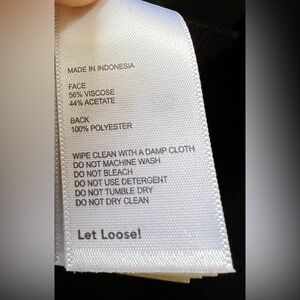 MADE IN INDONESIA
FACE
56% VISCOSE
44% ACETATE
BACK
100% POLYESTER
WIPE CLEAN WITH A DAMP CLOTH
DO NOT MACHINE WASH
DO NOT BLEACH
DO NOT USE DETERGENT
DO NOT TUMBLE DRY
DO NOT DRY CLEAN
Let Loose!